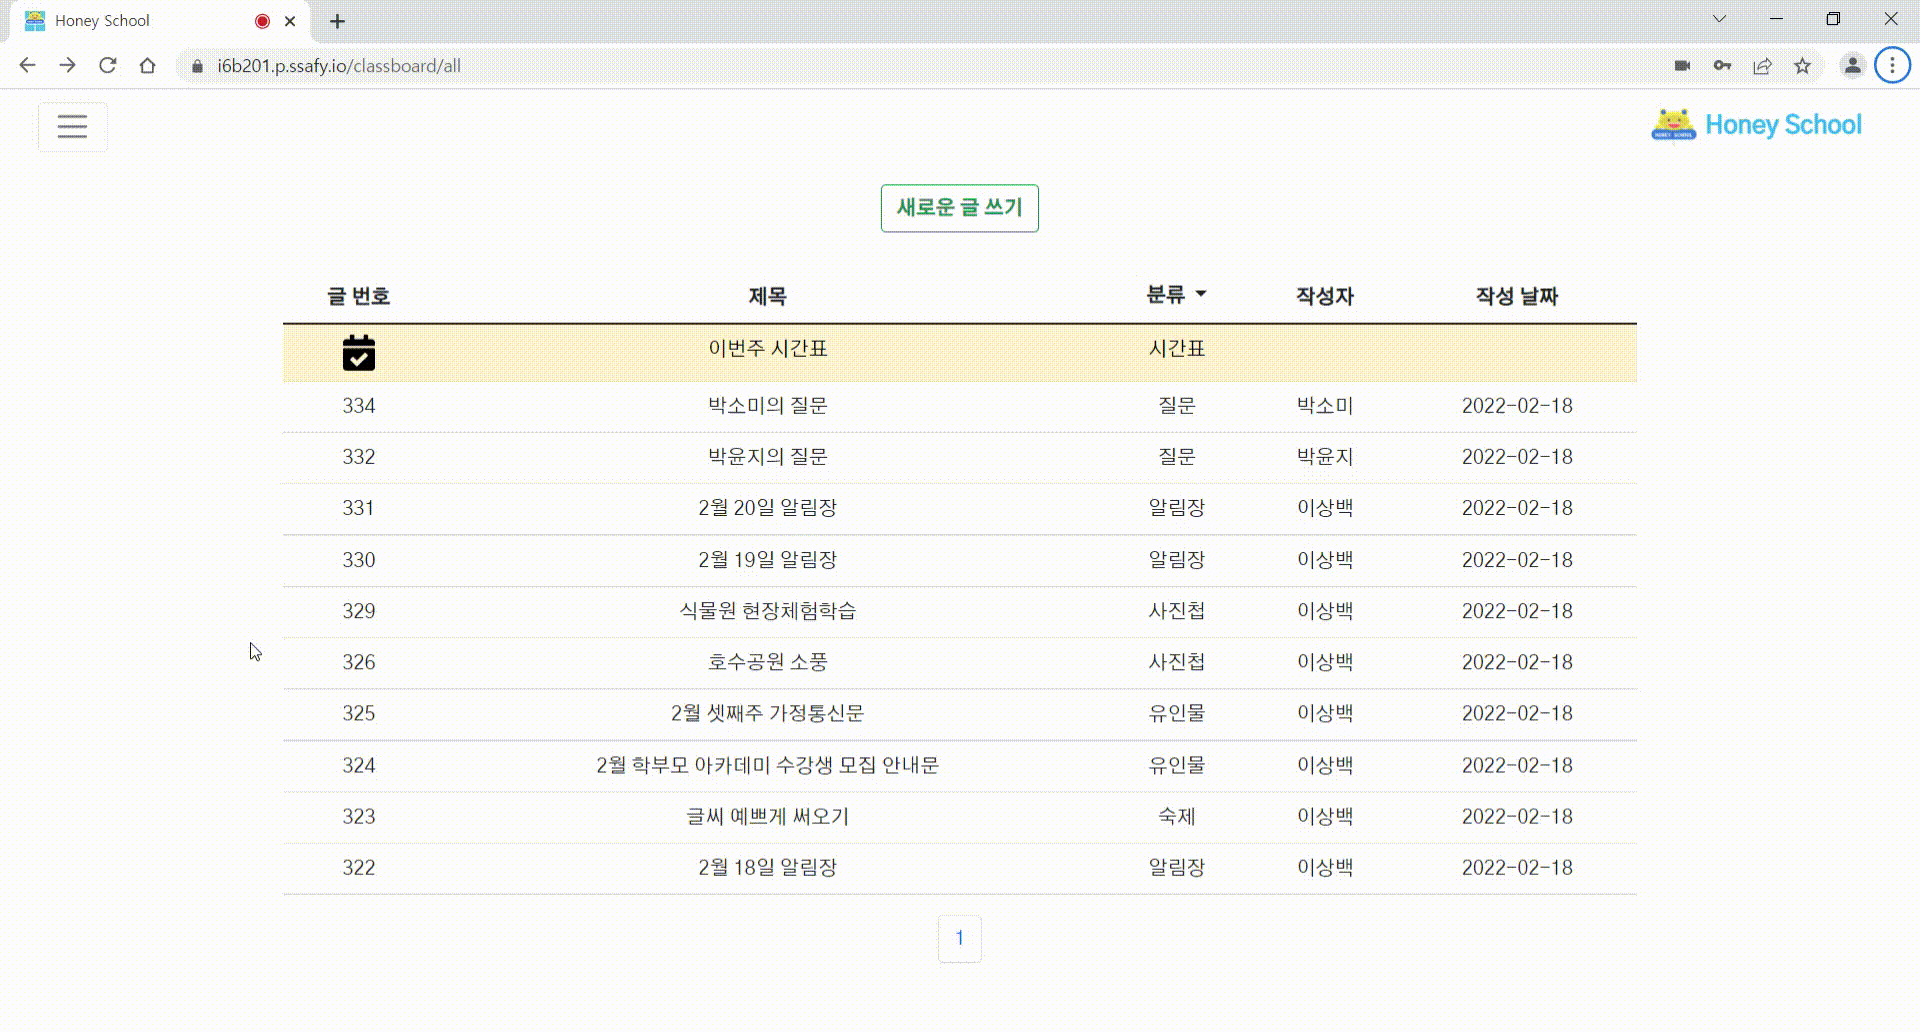 Honey School
i6b201.p.ssafy.io/classboard/all
Honey School
새로운 글 쓰기
글 번호 제목 분류 작성자 작성 날짜
이번주 시간표 시간표
334 박소미의 질문 질문 박소미 2022-02-18
332 박윤지의 질문 질문 박윤지 2022-02-18
331 2월 20일 알림장 알림장 이상백 2022-02-18
330 2월 19일 알림장 알림장 이상백 2022-02-18
329 식물원 현장체험학습 사진첩 이상백 2022-02-18
326 호수공원 소풍 사진첩 이상백 2022-02-18
325 2월 셋째주 가정통신문 유인물 이상백 2022-02-18
324 2월 학부모 아카데미 수강생 모집 안내문 유인물 이상백 2022-02-18
323 글씨 예쁘게 써오기 숙제 이상백 2022-02-18
322 2월 18일 알림장 알림장 이상백 2022-02-18
1